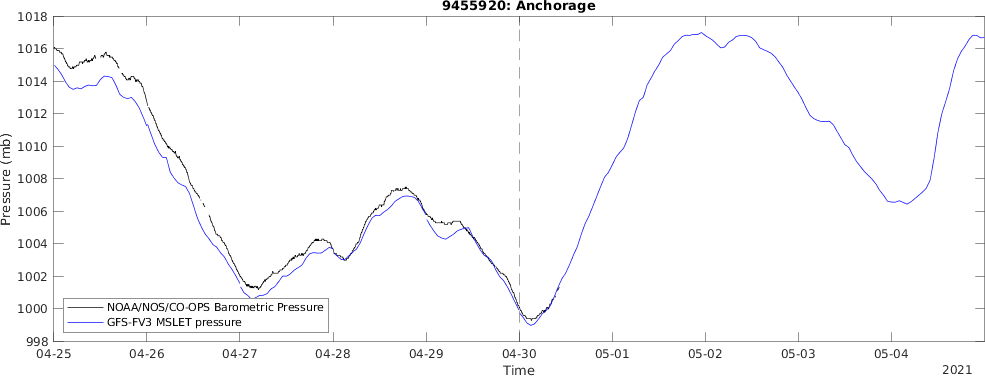 9455920: Anchorage
Pressure (mb)
1018
1016
1014
1012
1010
1008
1006
1004
1002
1000
998
NOAA/NOS/CO-OPS Barometric Pressure
GFS-FV3 MSLET pressure
04-25 04-26 04-27 04-28 04-29 04-30 05-01 05-02 05-03 05-04
Time
2021